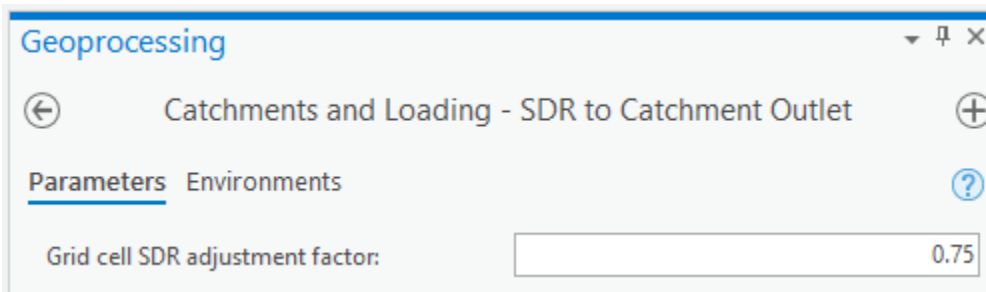 Geoprocessing
Catchments and Loading - SDR to Catchment Outlet
Parameters Environments
Grid cell SDR adjustment factor: 0.75